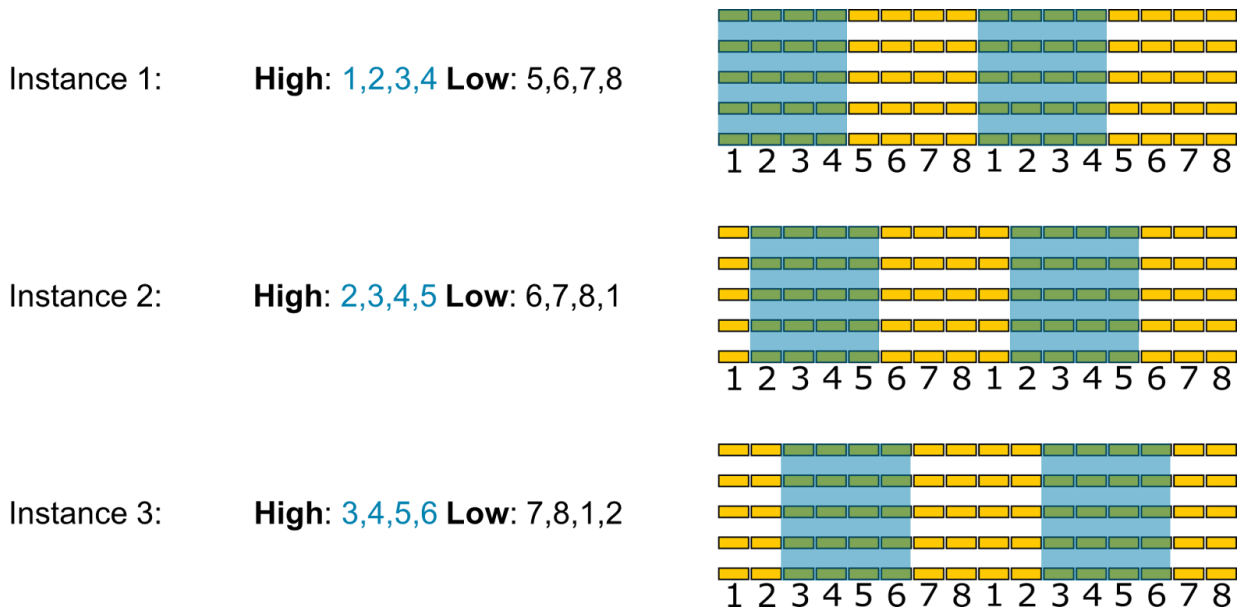 Instance 1: High: 1,2,3,4 Low: 5,6,7,8
1 2 3 4 5 6 7 8 1 2 3 4 5 6 7 8
Instance 2: High: 2,3,4,5 Low: 6,7,8,1
1 2 3 4 5 6 7 8 1 2 3 4 5 6 7 8
Instance 3: High: 3,4,5,6 Low: 7,8,1,2
1 2 3 4 5 6 7 8 1 2 3 4 5 6 7 8